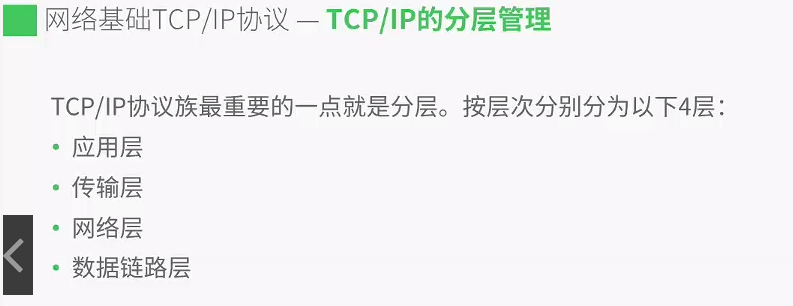 网络基础TCP/IP协议 — TCP/IP的分层管理
TCP/IP协议族最重要的一点就是分层。按层次分别分为以下4层：
• 应用层
• 传输层
• 网络层
• 数据链路层